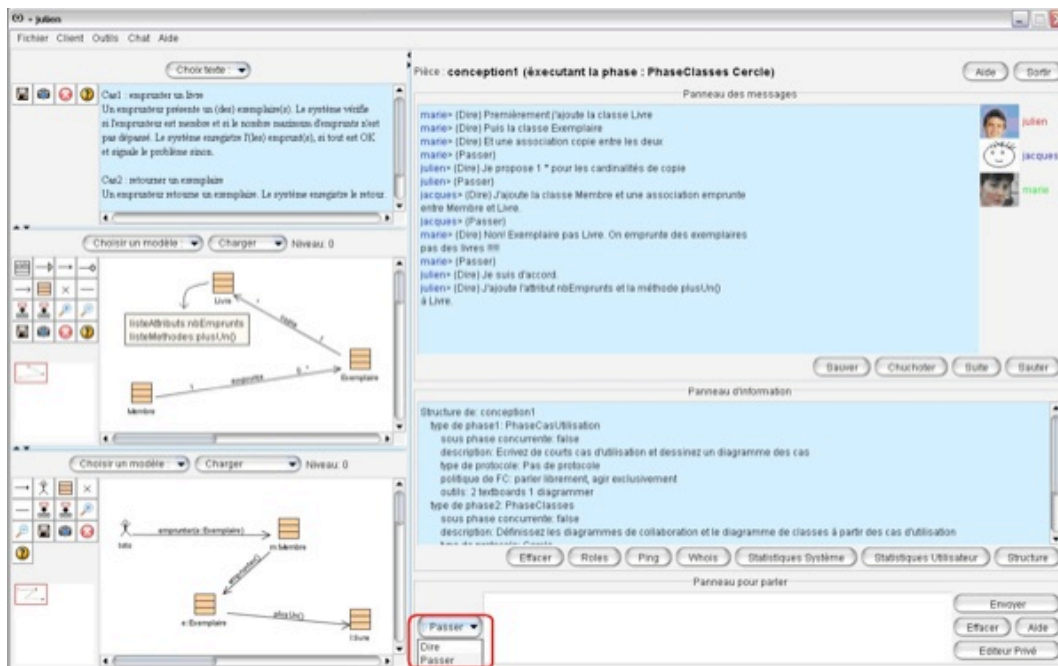 - julien
Fichier Client Outils Chat Aide
Choix texte :
Cas1 : emprunter un livre
Un emprunteur présente un (des) exemplaire(s). Le système vérifie
si l'emprunteur est membre et si le nombre maximum d'emprunts n'est
pas dépassé. Le système enregistre l'(les) emprunt(s), si tout est OK
et signale le problème sinon.
Cas2 : retourner un exemplaire
Un emprunteur retourne un exemplaire. Le système enregistre le retour.
Choisir un modèle : Charger Niveau: 0
Livre
listeAttributs nbEmprunts
listeMethodes plusUn()
copie
1
Exemplaire
1 emprunte 0..*
Membre
Choisir un modèle : Charger Niveau: 0
emprunter(e:Exemplaire)
m:Membre
emprunter()
e:Exemplaire
plusUn()
l:livre
Pièce : conception1 (éxecutant la phase : PhaseClasses Cercle)
Aide Sortir
Panneau des messages
marie> (Dire) Premièrement j'ajoute la classe Livre
marie> (Dire) Puis la classe Exemplaire
marie> (Dire) Et une association copie entre les deux
marie> (Passer)
julien> (Dire) Je propose 1 * pour les cardinalités de copie
julien> (Passer)
jacques> (Dire) J'ajoute la classe Membre et une association emprunte
entre Membre et Livre.
jacques> (Passer)
marie> (Dire) Non! Exemplaire pas Livre. On emprunte des exemplaires
pas des livres !!!!
marie> (Passer)
julien> (Dire) Je suis d'accord.
julien> (Dire) J'ajoute l'attribut nbEmprunts et la méthode plusUn()
à Livre.
julien
jacques
marie
Sauver Chuchoter Suite Sauter
Panneau d'information
Structure de: conception1
type de phase1: PhaseCasUtilisation
sous phase concurrente: false
description: Ecrivez de courts cas d'utilisation et dessinez un diagramme des cas
type de protocole: Pas de protocole
politique de FC: parler librement, agir exclusivement
outils: 2 textboards 1 diagrammer
type de phase2: PhaseClasses
sous phase concurrente: false
description: Définissez les diagrammes de collaboration et le diagramme de classes à partir des cas d'utilisation
type de protocole: Cercle
Effacer Roles Ping Whois Statistiques Système Statistiques Utilisateur Structure
Panneau pour parler
Passer
Dire
Passer
Envoyer
Effacer Aide
Editeur Privé